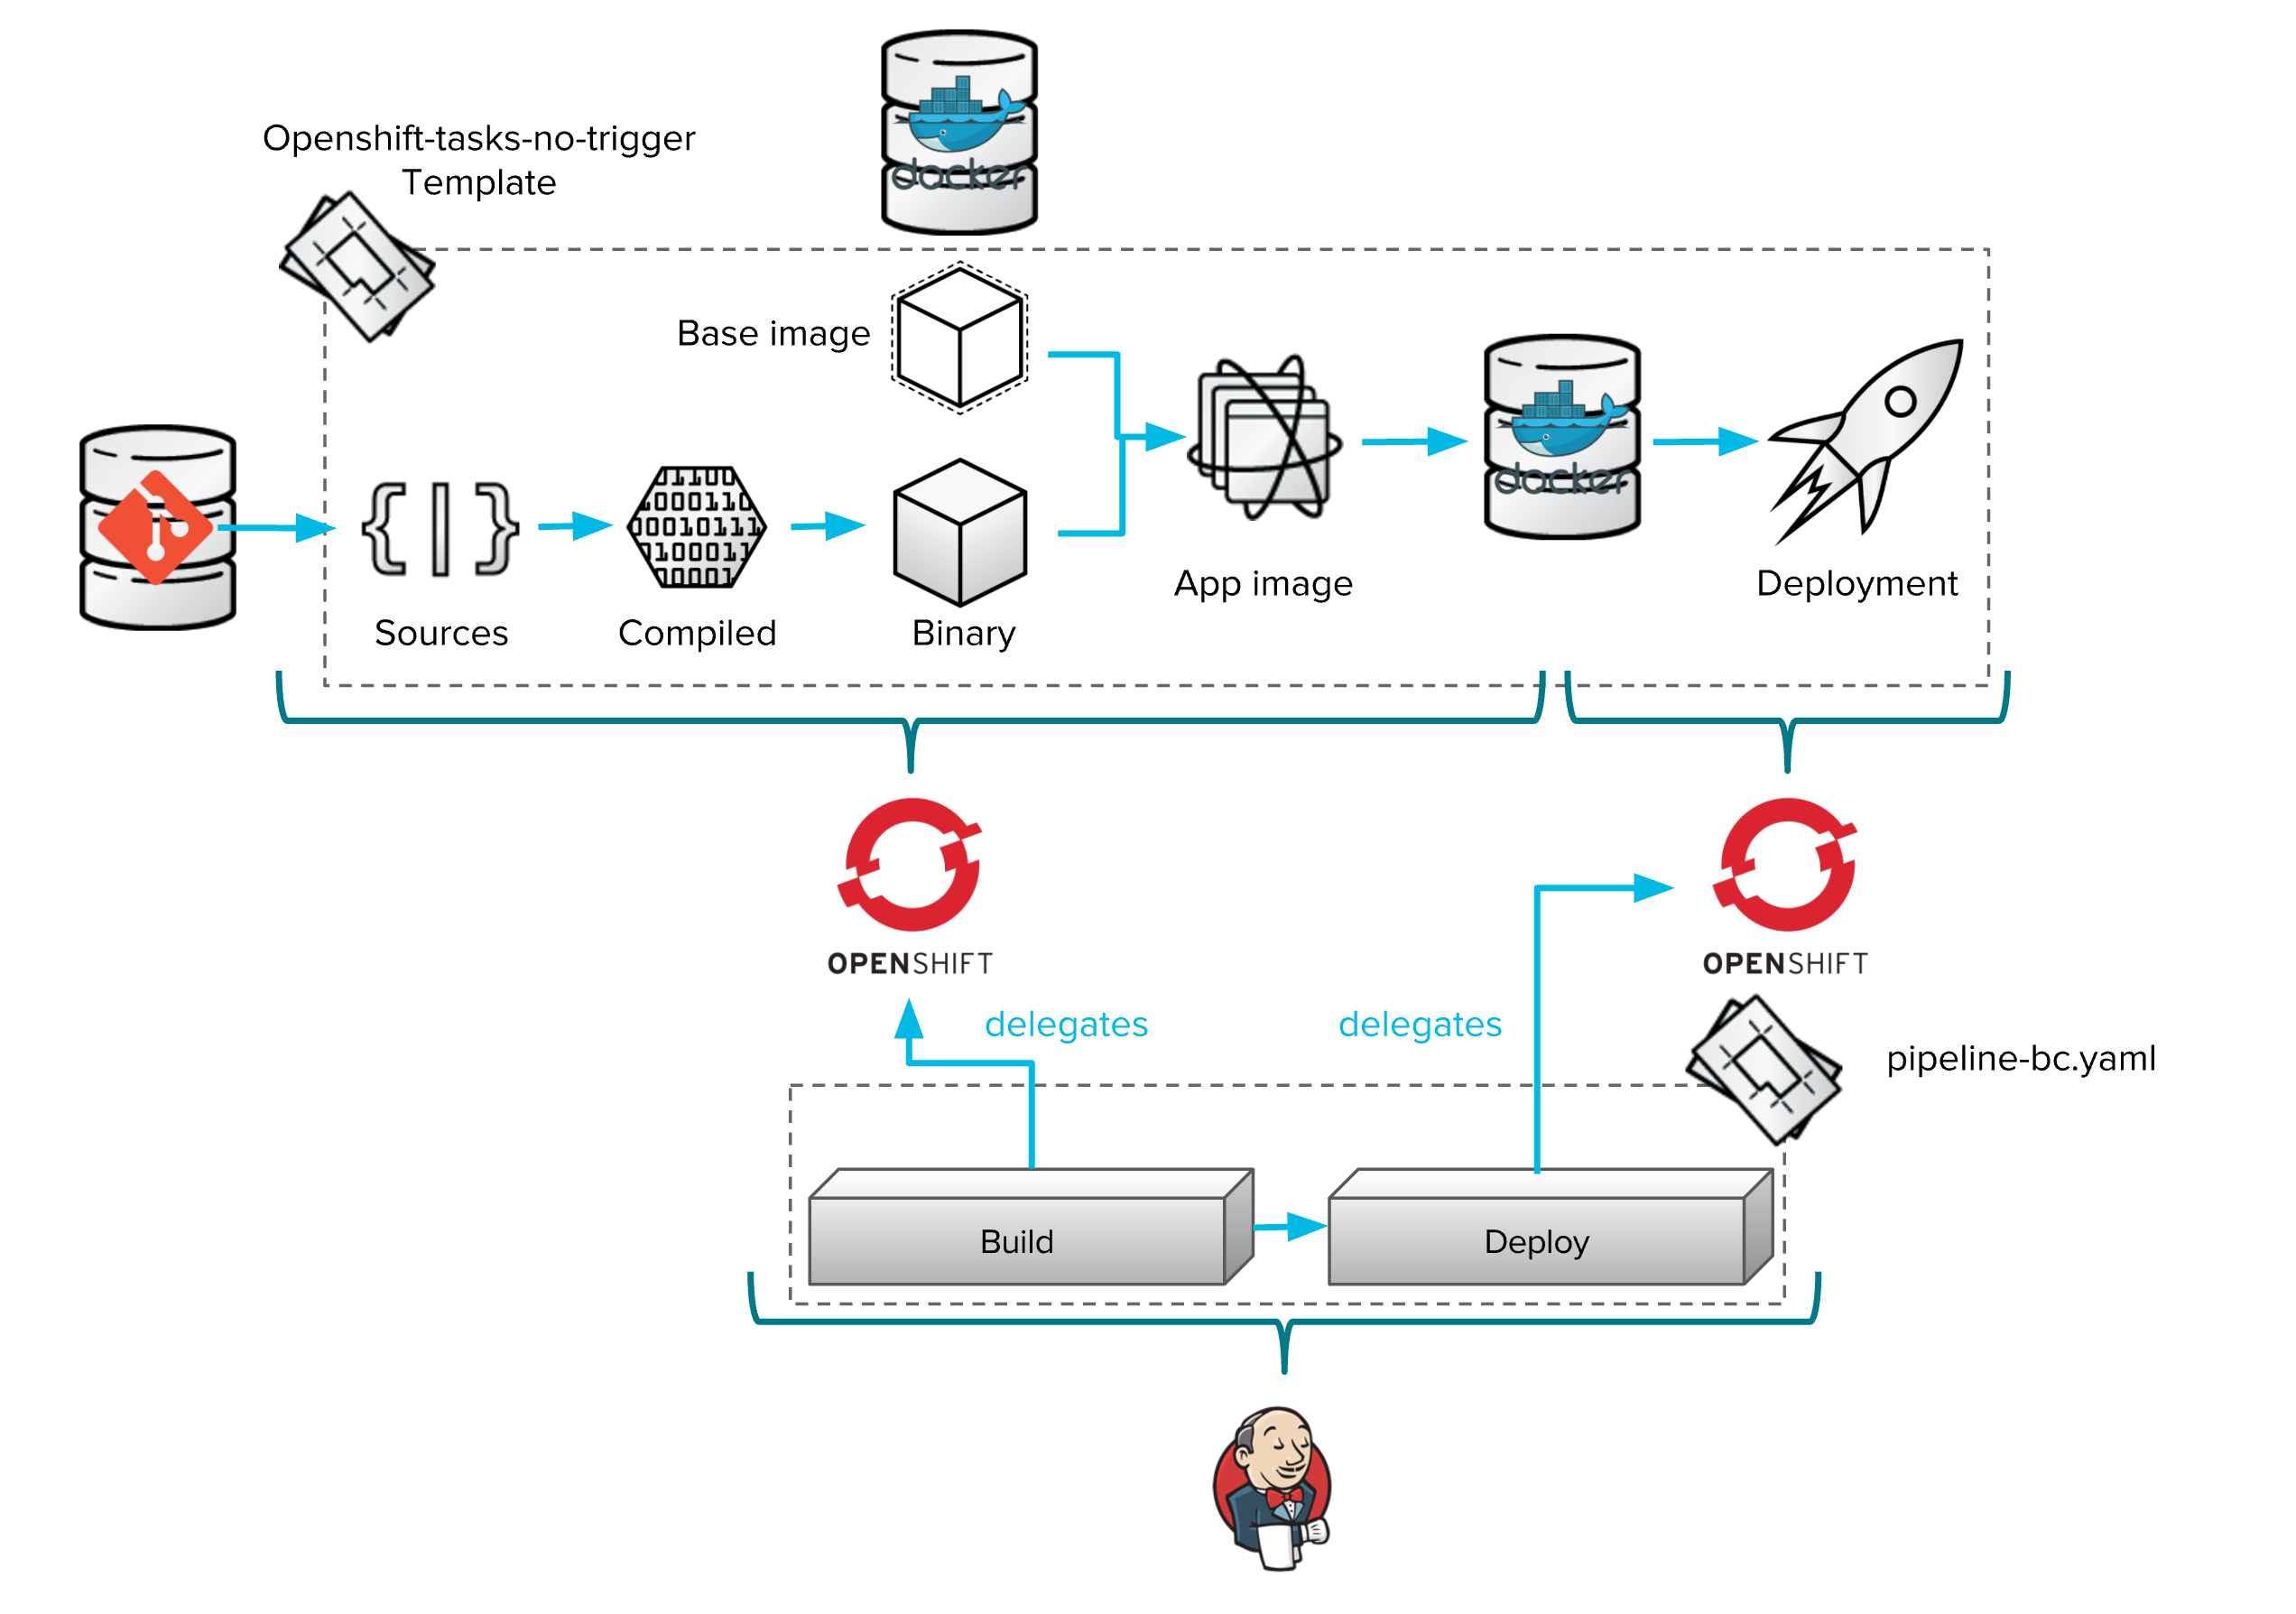 docker
Openshift-tasks-no-trigger
Template
Base image
docker
Sources
Compiled
Binary
App image
Deployment
OPENSHIFT
OPENSHIFT
delegates
delegates
pipeline-bc.yaml
Build
Deploy